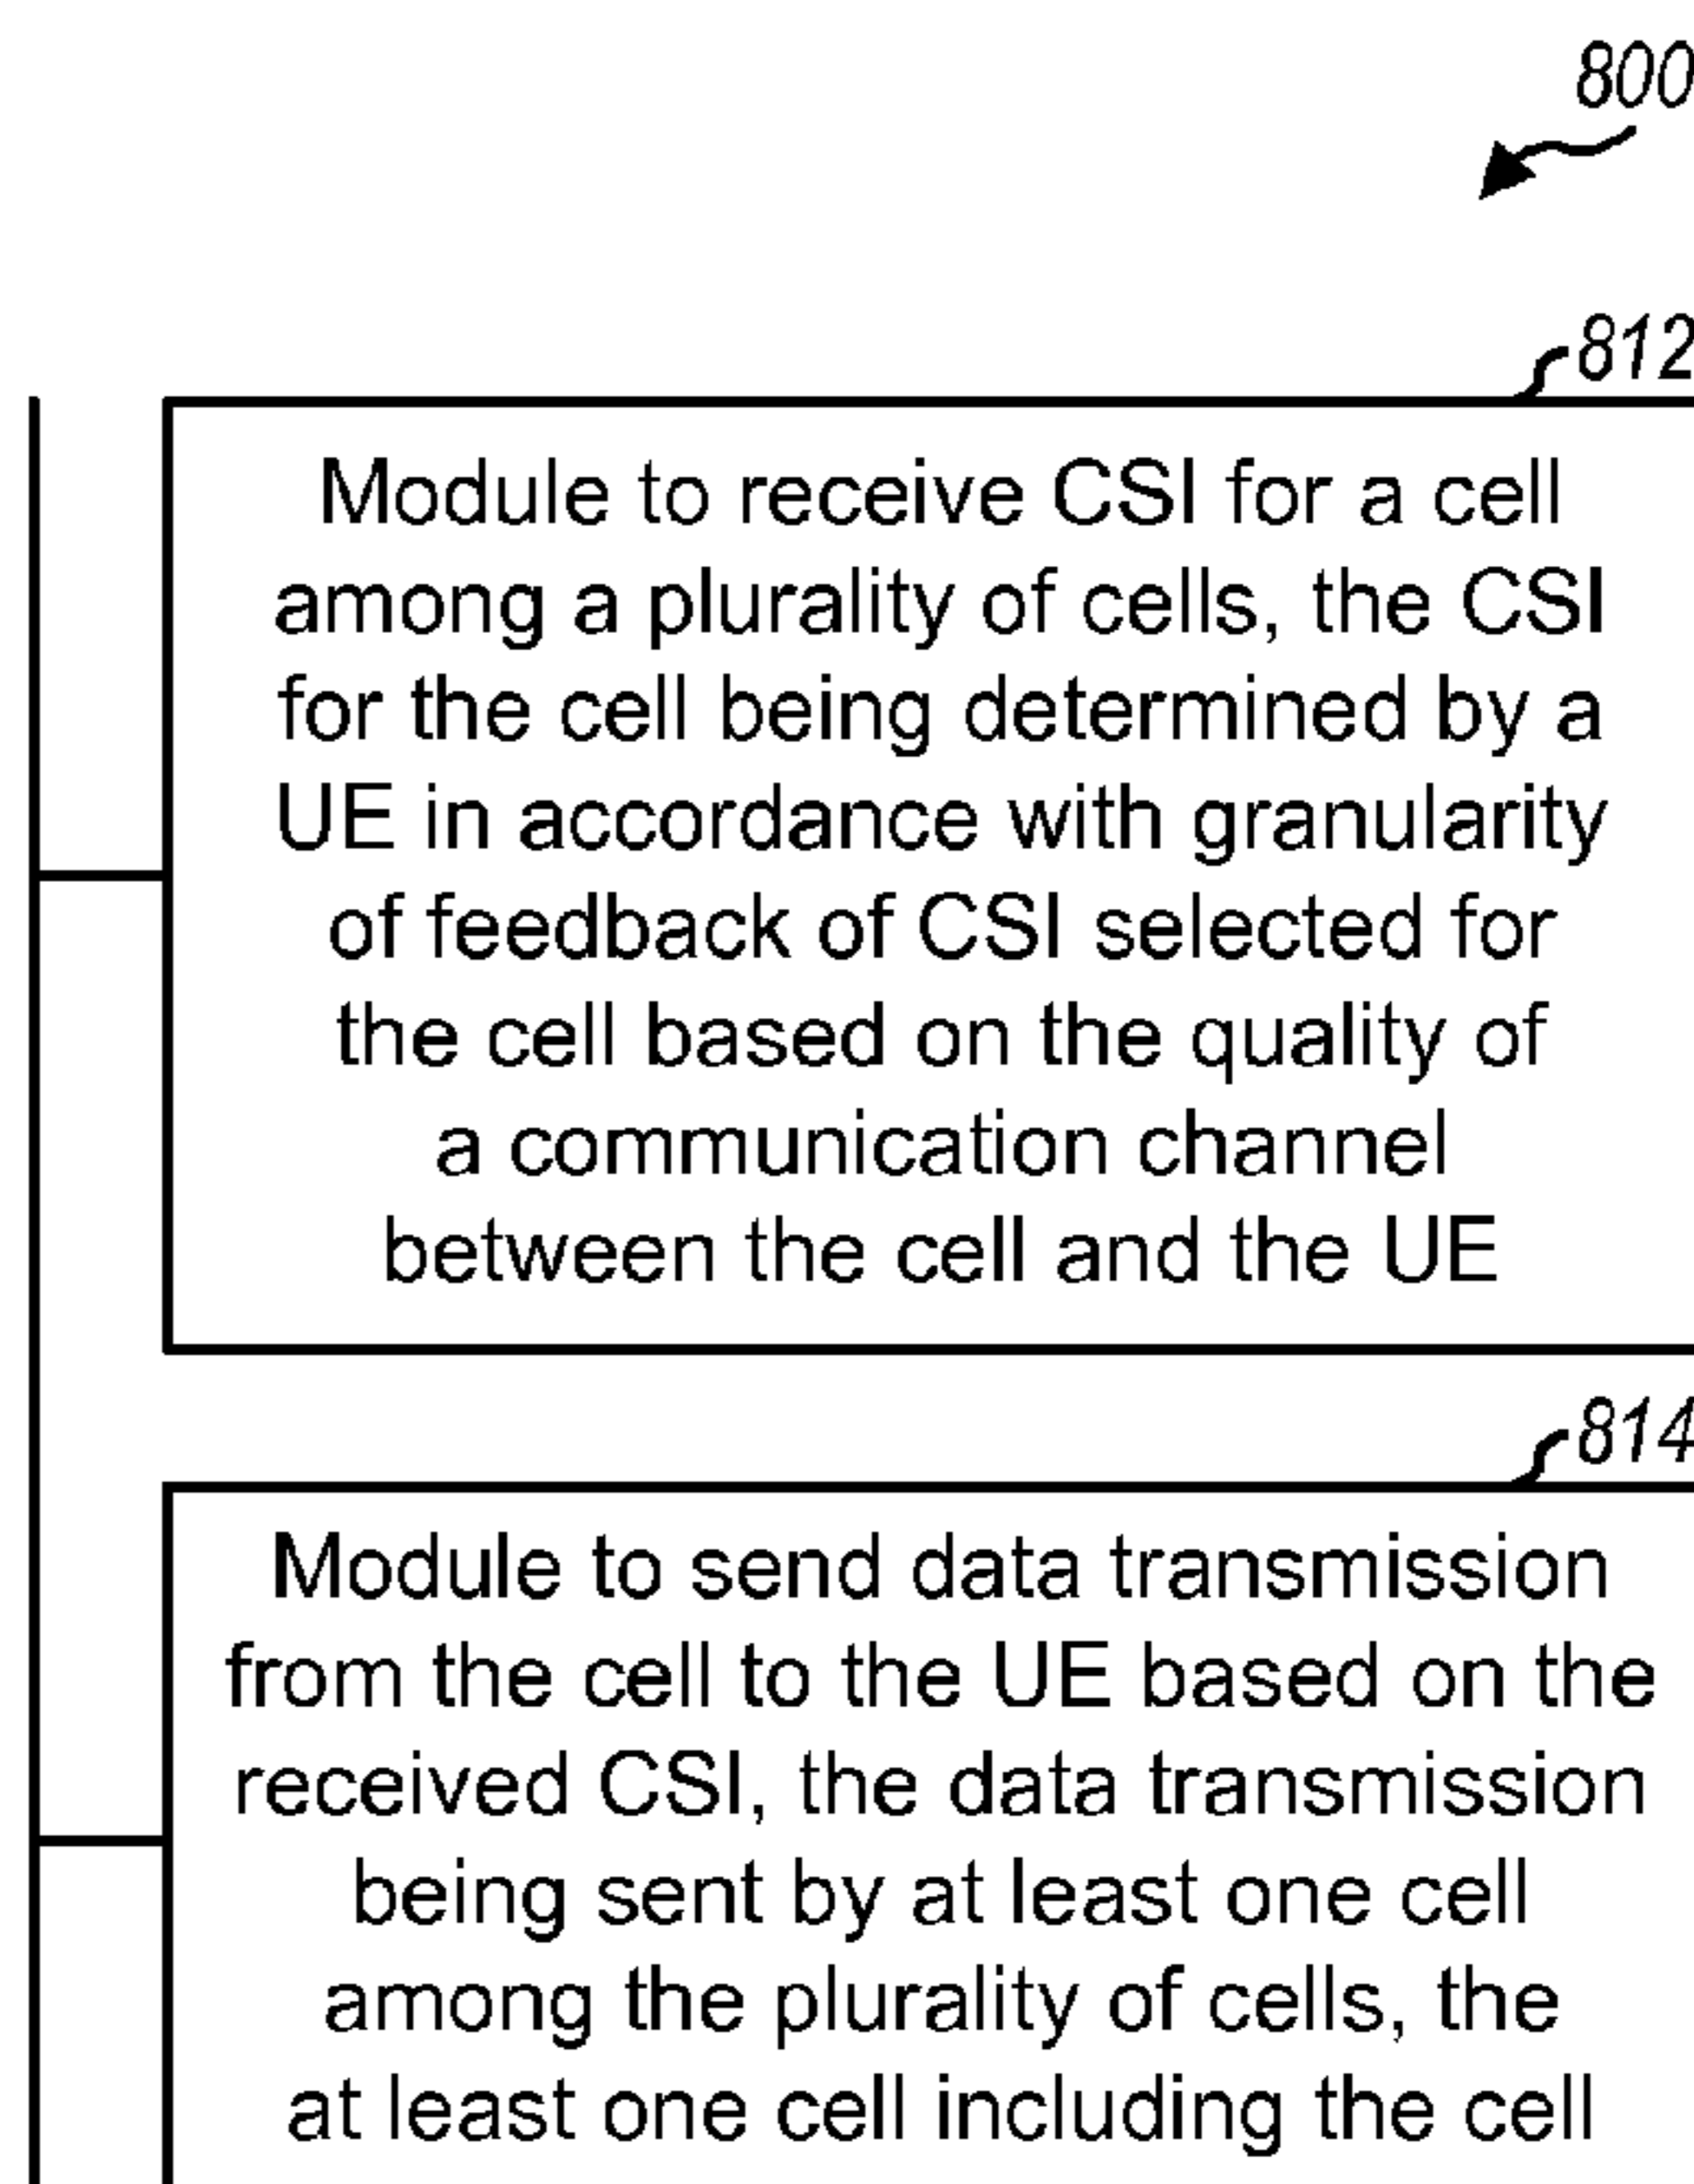 800
812
Module to receive CSI for a cell
among a plurality of cells, the CSI
for the cell being determined by a
UE in accordance with granularity
of feedback of CSI selected for
the cell based on the quality of
a communication channel
between the cell and the UE
814
Module to send data transmission
from the cell to the UE based on the
received CSI, the data transmission
being sent by at least one cell
among the plurality of cells, the
at least one cell including the cell